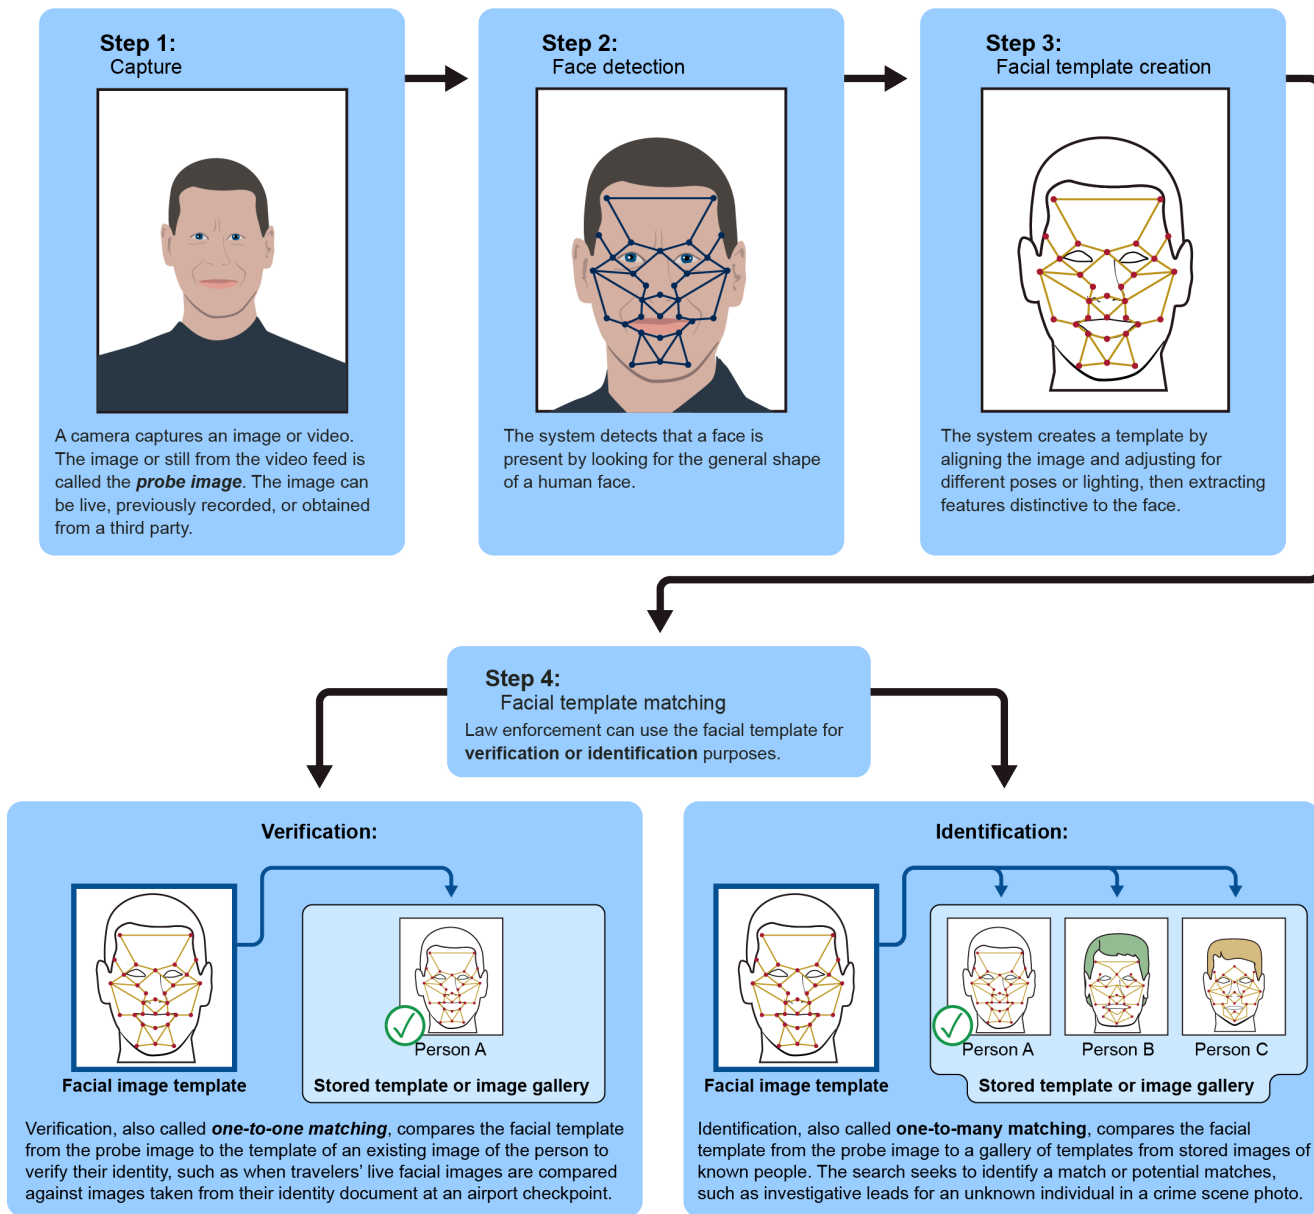 Step 1:
Capture
A camera captures an image or video.
The image or still from the video feed is
called the probe image. The image can
be live, previously recorded, or obtained
from a third party.
Step 2:
Face detection
The system detects that a face is
present by looking for the general shape
of a human face.
Step 3:
Facial template creation
The system creates a template by
aligning the image and adjusting for
different poses or lighting, then extracting
features distinctive to the face.
Step 4:
Facial template matching
Law enforcement can use the facial template for
verification or identification purposes.
Verification:
Person A
Facial image template
Stored template or image gallery
Verification, also called one-to-one matching, compares the facial template
from the probe image to the template of an existing image of the person to
verify their identity, such as when travelers’ live facial images are compared
against images taken from their identity document at an airport checkpoint.
Identification:
Person A
Person B
Person C
Facial image template
Stored template or image gallery
Identification, also called one-to-many matching, compares the facial
template from the probe image to a gallery of templates from stored images of
known people. The search seeks to identify a match or potential matches,
such as investigative leads for an unknown individual in a crime scene photo.